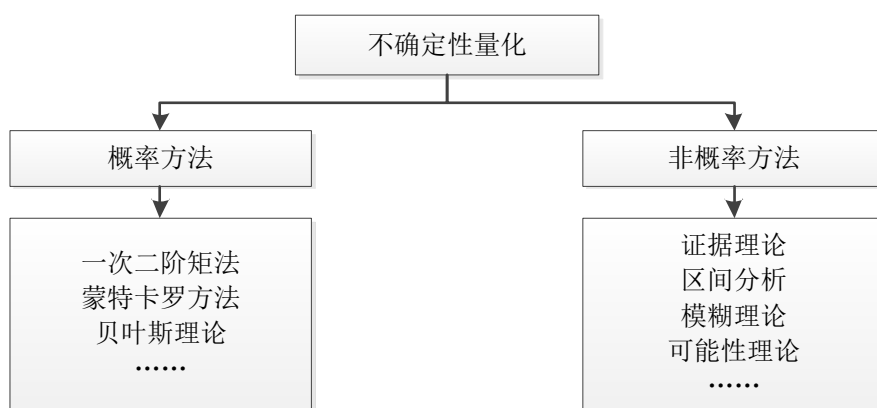 不确定性量化
概率方法
非概率方法
一次二阶矩法
蒙特卡罗方法
贝叶斯理论
……
证据理论
区间分析
模糊理论
可能性理论
……